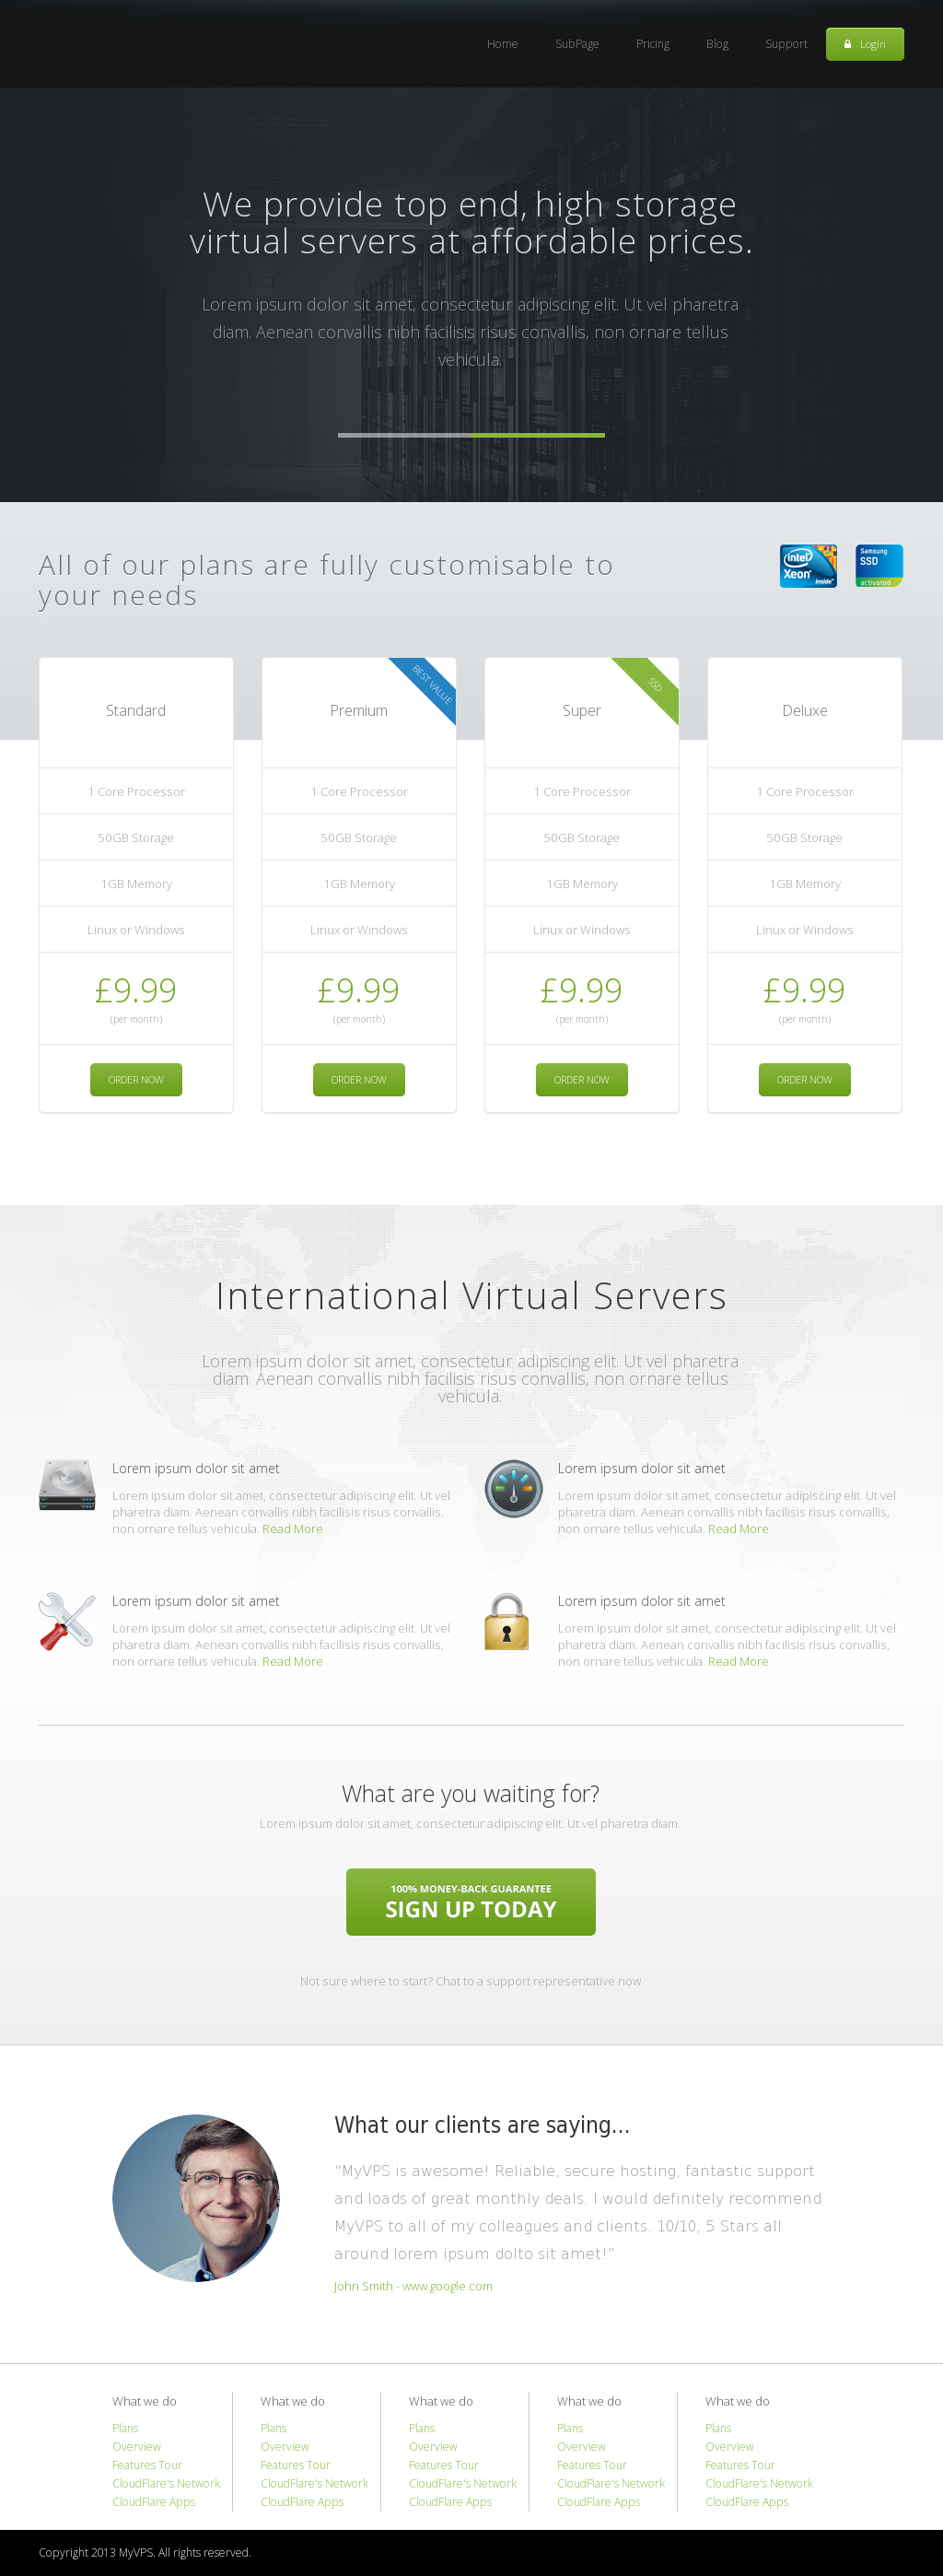 Home SubPage Pricing Blog Support Login
We provide top end, high storage
virtual servers at affordable prices.
Lorem ipsum dolor sit amet, consectetur adipiscing elit. Ut vel pharetra
diam. Aenean convallis nibh facilisis risus convallis, non ornare tellus
vehicula.
All of our plans are fully customisable to
your needs
intel
Xeon
inside
Samsung
SSD
activated
Standard
1 Core Processor
50GB Storage
1GB Memory
Linux or Windows
£9.99
(per month)
ORDER NOW
BEST VALUE
Premium
1 Core Processor
50GB Storage
1GB Memory
Linux or Windows
£9.99
(per month)
ORDER NOW
SSD
Super
1 Core Processor
50GB Storage
1GB Memory
Linux or Windows
£9.99
(per month)
ORDER NOW
Deluxe
1 Core Processor
50GB Storage
1GB Memory
Linux or Windows
£9.99
(per month)
ORDER NOW
International Virtual Servers
Lorem ipsum dolor sit amet, consectetur adipiscing elit. Ut vel pharetra
diam. Aenean convallis nibh facilisis risus convallis, non ornare tellus
vehicula.
Lorem ipsum dolor sit amet
Lorem ipsum dolor sit amet, consectetur adipiscing elit. Ut vel
pharetra diam. Aenean convallis nibh facilisis risus convallis,
non ornare tellus vehicula. Read More
Lorem ipsum dolor sit amet
Lorem ipsum dolor sit amet, consectetur adipiscing elit. Ut vel
pharetra diam. Aenean convallis nibh facilisis risus convallis,
non ornare tellus vehicula. Read More
Lorem ipsum dolor sit amet
Lorem ipsum dolor sit amet, consectetur adipiscing elit. Ut vel
pharetra diam. Aenean convallis nibh facilisis risus convallis,
non ornare tellus vehicula. Read More
Lorem ipsum dolor sit amet
Lorem ipsum dolor sit amet, consectetur adipiscing elit. Ut vel
pharetra diam. Aenean convallis nibh facilisis risus convallis,
non ornare tellus vehicula. Read More
What are you waiting for?
Lorem ipsum dolor sit amet, consectetur adipiscing elit. Ut vel pharetra diam.
100% MONEY-BACK GUARANTEE
SIGN UP TODAY
Not sure where to start? Chat to a support representative now
What our clients are saying...
"MyVPS is awesome! Reliable, secure hosting, fantastic support
and loads of great monthly deals. I would definitely recommend
MyVPS to all of my colleagues and clients. 10/10, 5 Stars all
around lorem ipsum dolto sit amet!"
John Smith - www.google.com
What we do
Plans
Overview
Features Tour
CloudFlare's Network
CloudFlare Apps
What we do
Plans
Overview
Features Tour
CloudFlare's Network
CloudFlare Apps
What we do
Plans
Overview
Features Tour
CloudFlare's Network
CloudFlare Apps
What we do
Plans
Overview
Features Tour
CloudFlare's Network
CloudFlare Apps
What we do
Plans
Overview
Features Tour
CloudFlare's Network
CloudFlare Apps
Copyright 2013 MyVPS. All rights reserved.